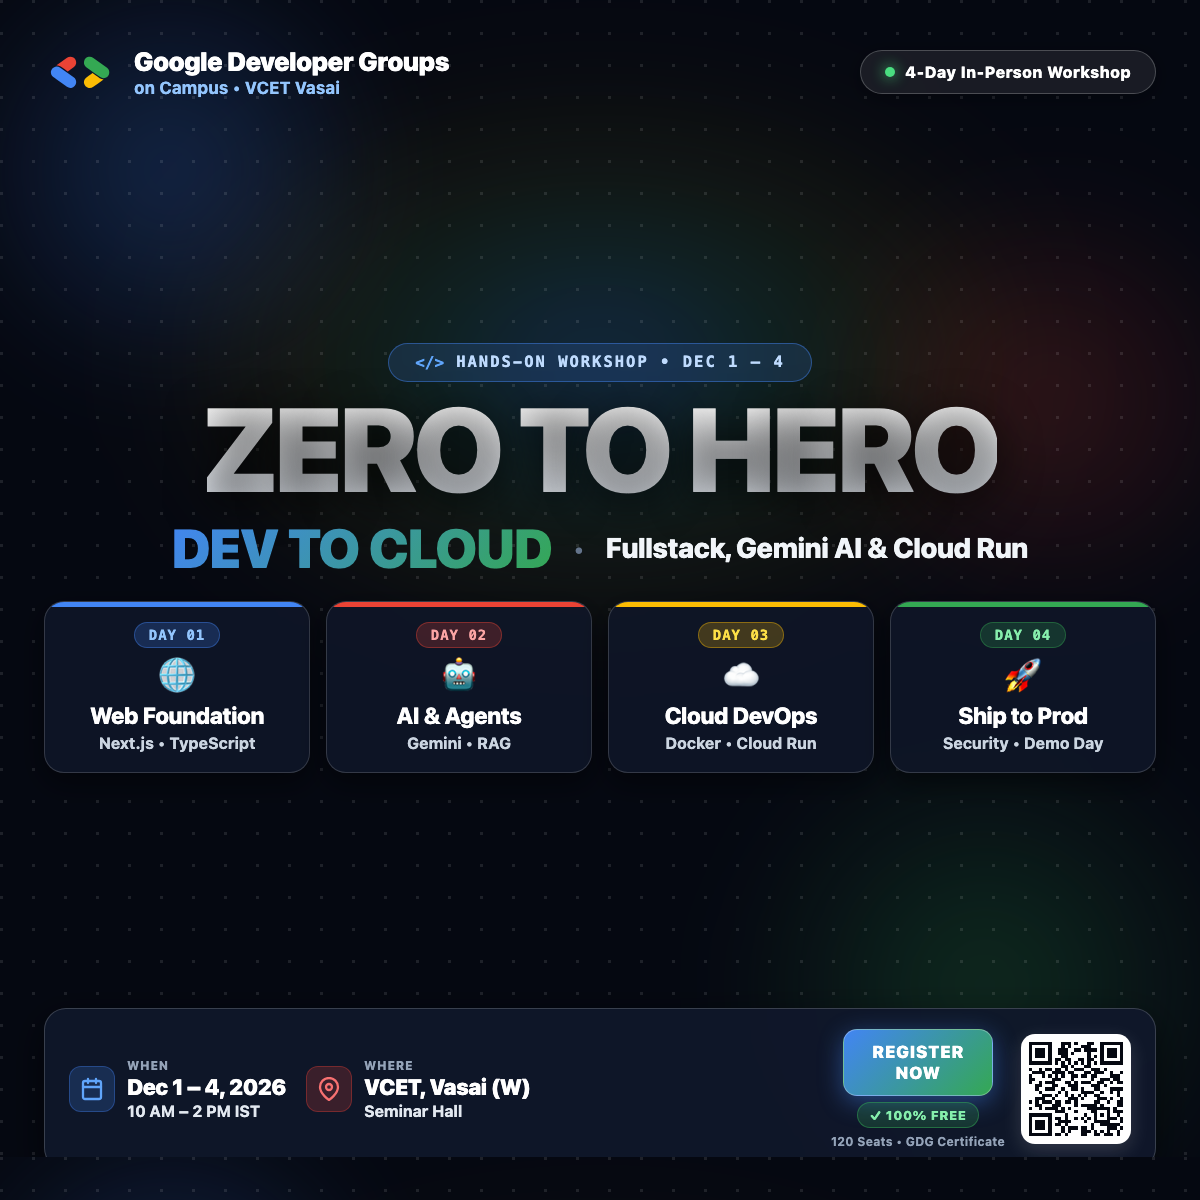 Google Developer Groups
on Campus • VCET Vasai
4-Day In-Person Workshop
</> HANDS-ON WORKSHOP • DEC 1 — 4
ZERO TO HERO
DEV TO CLOUD • Fullstack, Gemini AI & Cloud Run
DAY 01
Web Foundation
Next.js • TypeScript
DAY 02
AI & Agents
Gemini • RAG
DAY 03
Cloud DevOps
Docker • Cloud Run
DAY 04
Ship to Prod
Security • Demo Day
WHEN
Dec 1 – 4, 2026
10 AM – 2 PM IST
WHERE
VCET, Vasai (W)
Seminar Hall
REGISTER
NOW
✓ 100% FREE
120 Seats • GDG Certificate